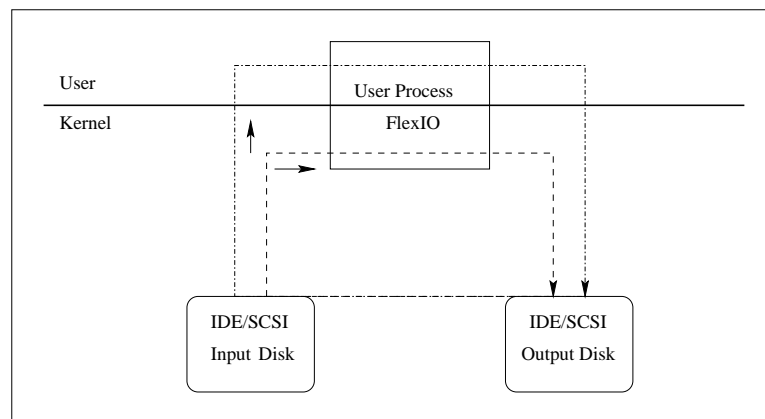 User
User Process
Kernel
FlexIO
IDE/SCSI
Input Disk
IDE/SCSI
Output Disk